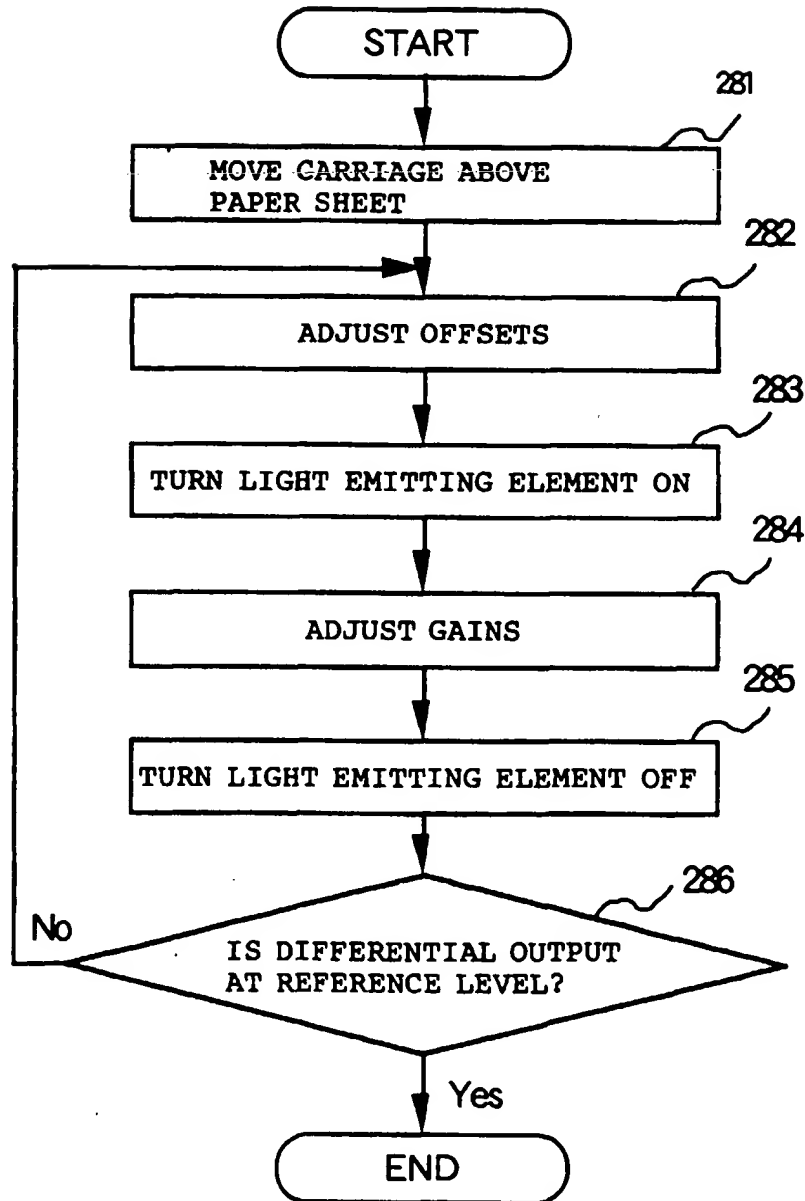 START
281
MOVE CARRIAGE ABOVE
PAPER SHEET
282
ADJUST OFFSETS
283
TURN LIGHT EMITTING ELEMENT ON
284
ADJUST GAINS
285
TURN LIGHT EMITTING ELEMENT OFF
286
No
IS DIFFERENTIAL OUTPUT
AT REFERENCE LEVEL?
Yes
END